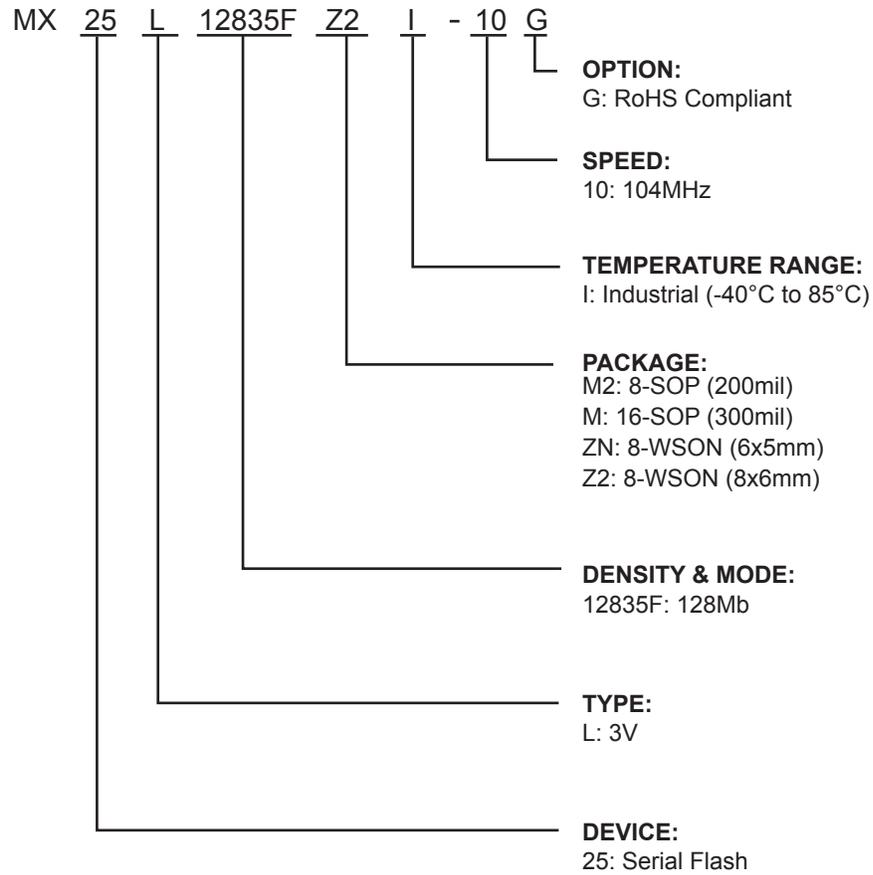 MX 25 L 12835F Z2 I - 10 G
OPTION:
G: RoHS Compliant
SPEED:
10: 104MHz
TEMPERATURE RANGE:
I: Industrial (-40°C to 85°C)
PACKAGE:
M2: 8-SOP (200mil)
M: 16-SOP (300mil)
ZN: 8-WSON (6x5mm)
Z2: 8-WSON (8x6mm)
DENSITY & MODE:
12835F: 128Mb
TYPE:
L: 3V
DEVICE:
25: Serial Flash